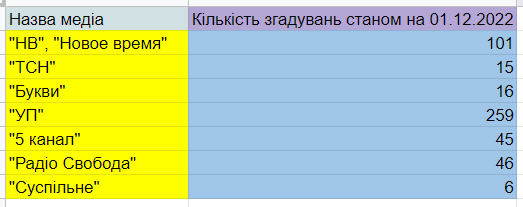 Назва медіа Кількість згадувань станом на 01.12.2022
"НВ", "Новое время" 101
"ТСН" 15
"Букви" 16
"УП" 259
"5 канал" 45
"Радіо Свобода" 46
"Суспільне" 6